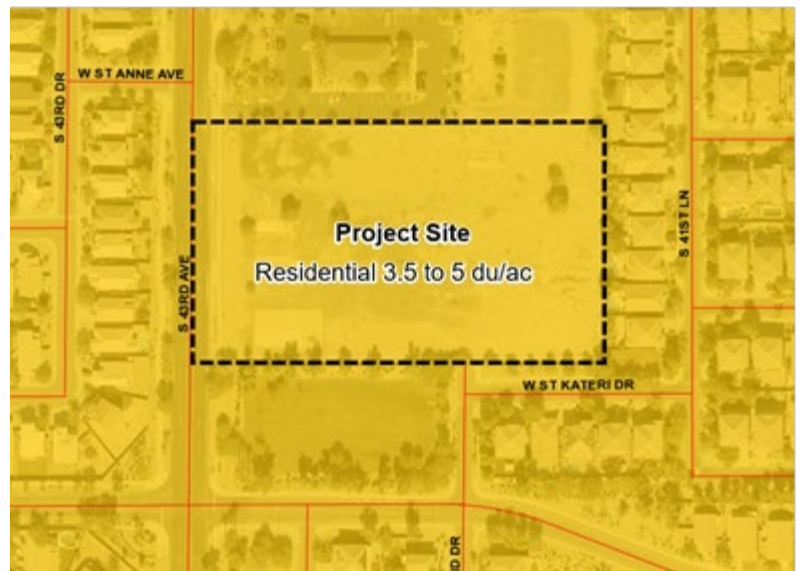 W ST ANNE AVE
S 43RD DR
Project Site
Residential 3.5 to 5 du/ac
S 43RD AVE
S 41ST LN
W ST KATERI DR
D DR